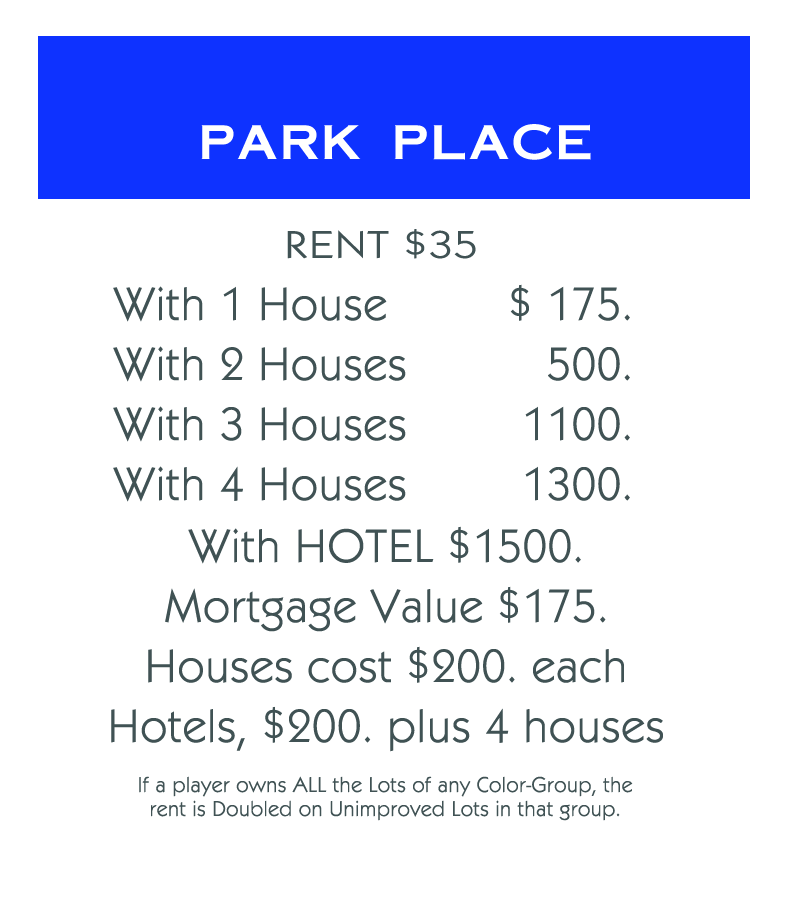 PARK PLACE
RENT $35
With 1 House $ 175.
With 2 Houses 500.
With 3 Houses 1100.
With 4 Houses 1300.
With HOTEL $1500.
Mortgage Value $175.
Houses cost $200. each
Hotels, $200. plus 4 houses
If a player owns ALL the Lots of any Color-Group, the
rent is Doubled on Unimproved Lots in that group.